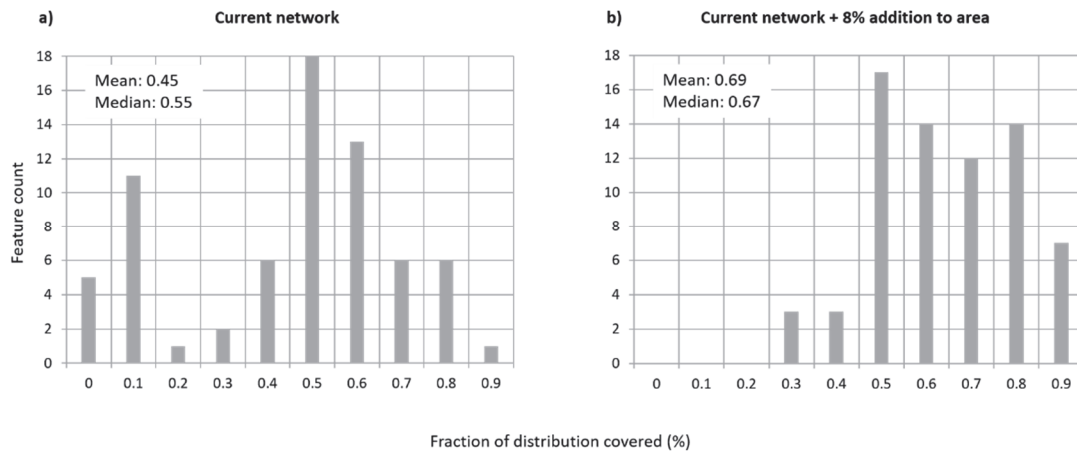 a)
Current network
18
16
14
12
10
8
6
4
2
0
Feature count
Mean: 0.45
Median: 0.55
0 0.1 0.2 0.3 0.4 0.5 0.6 0.7 0.8 0.9
b)
Current network + 8% addition to area
18
16
14
12
10
8
6
4
2
0
Mean: 0.69
Median: 0.67
0 0.1 0.2 0.3 0.4 0.5 0.6 0.7 0.8 0.9
Fraction of distribution covered (%)